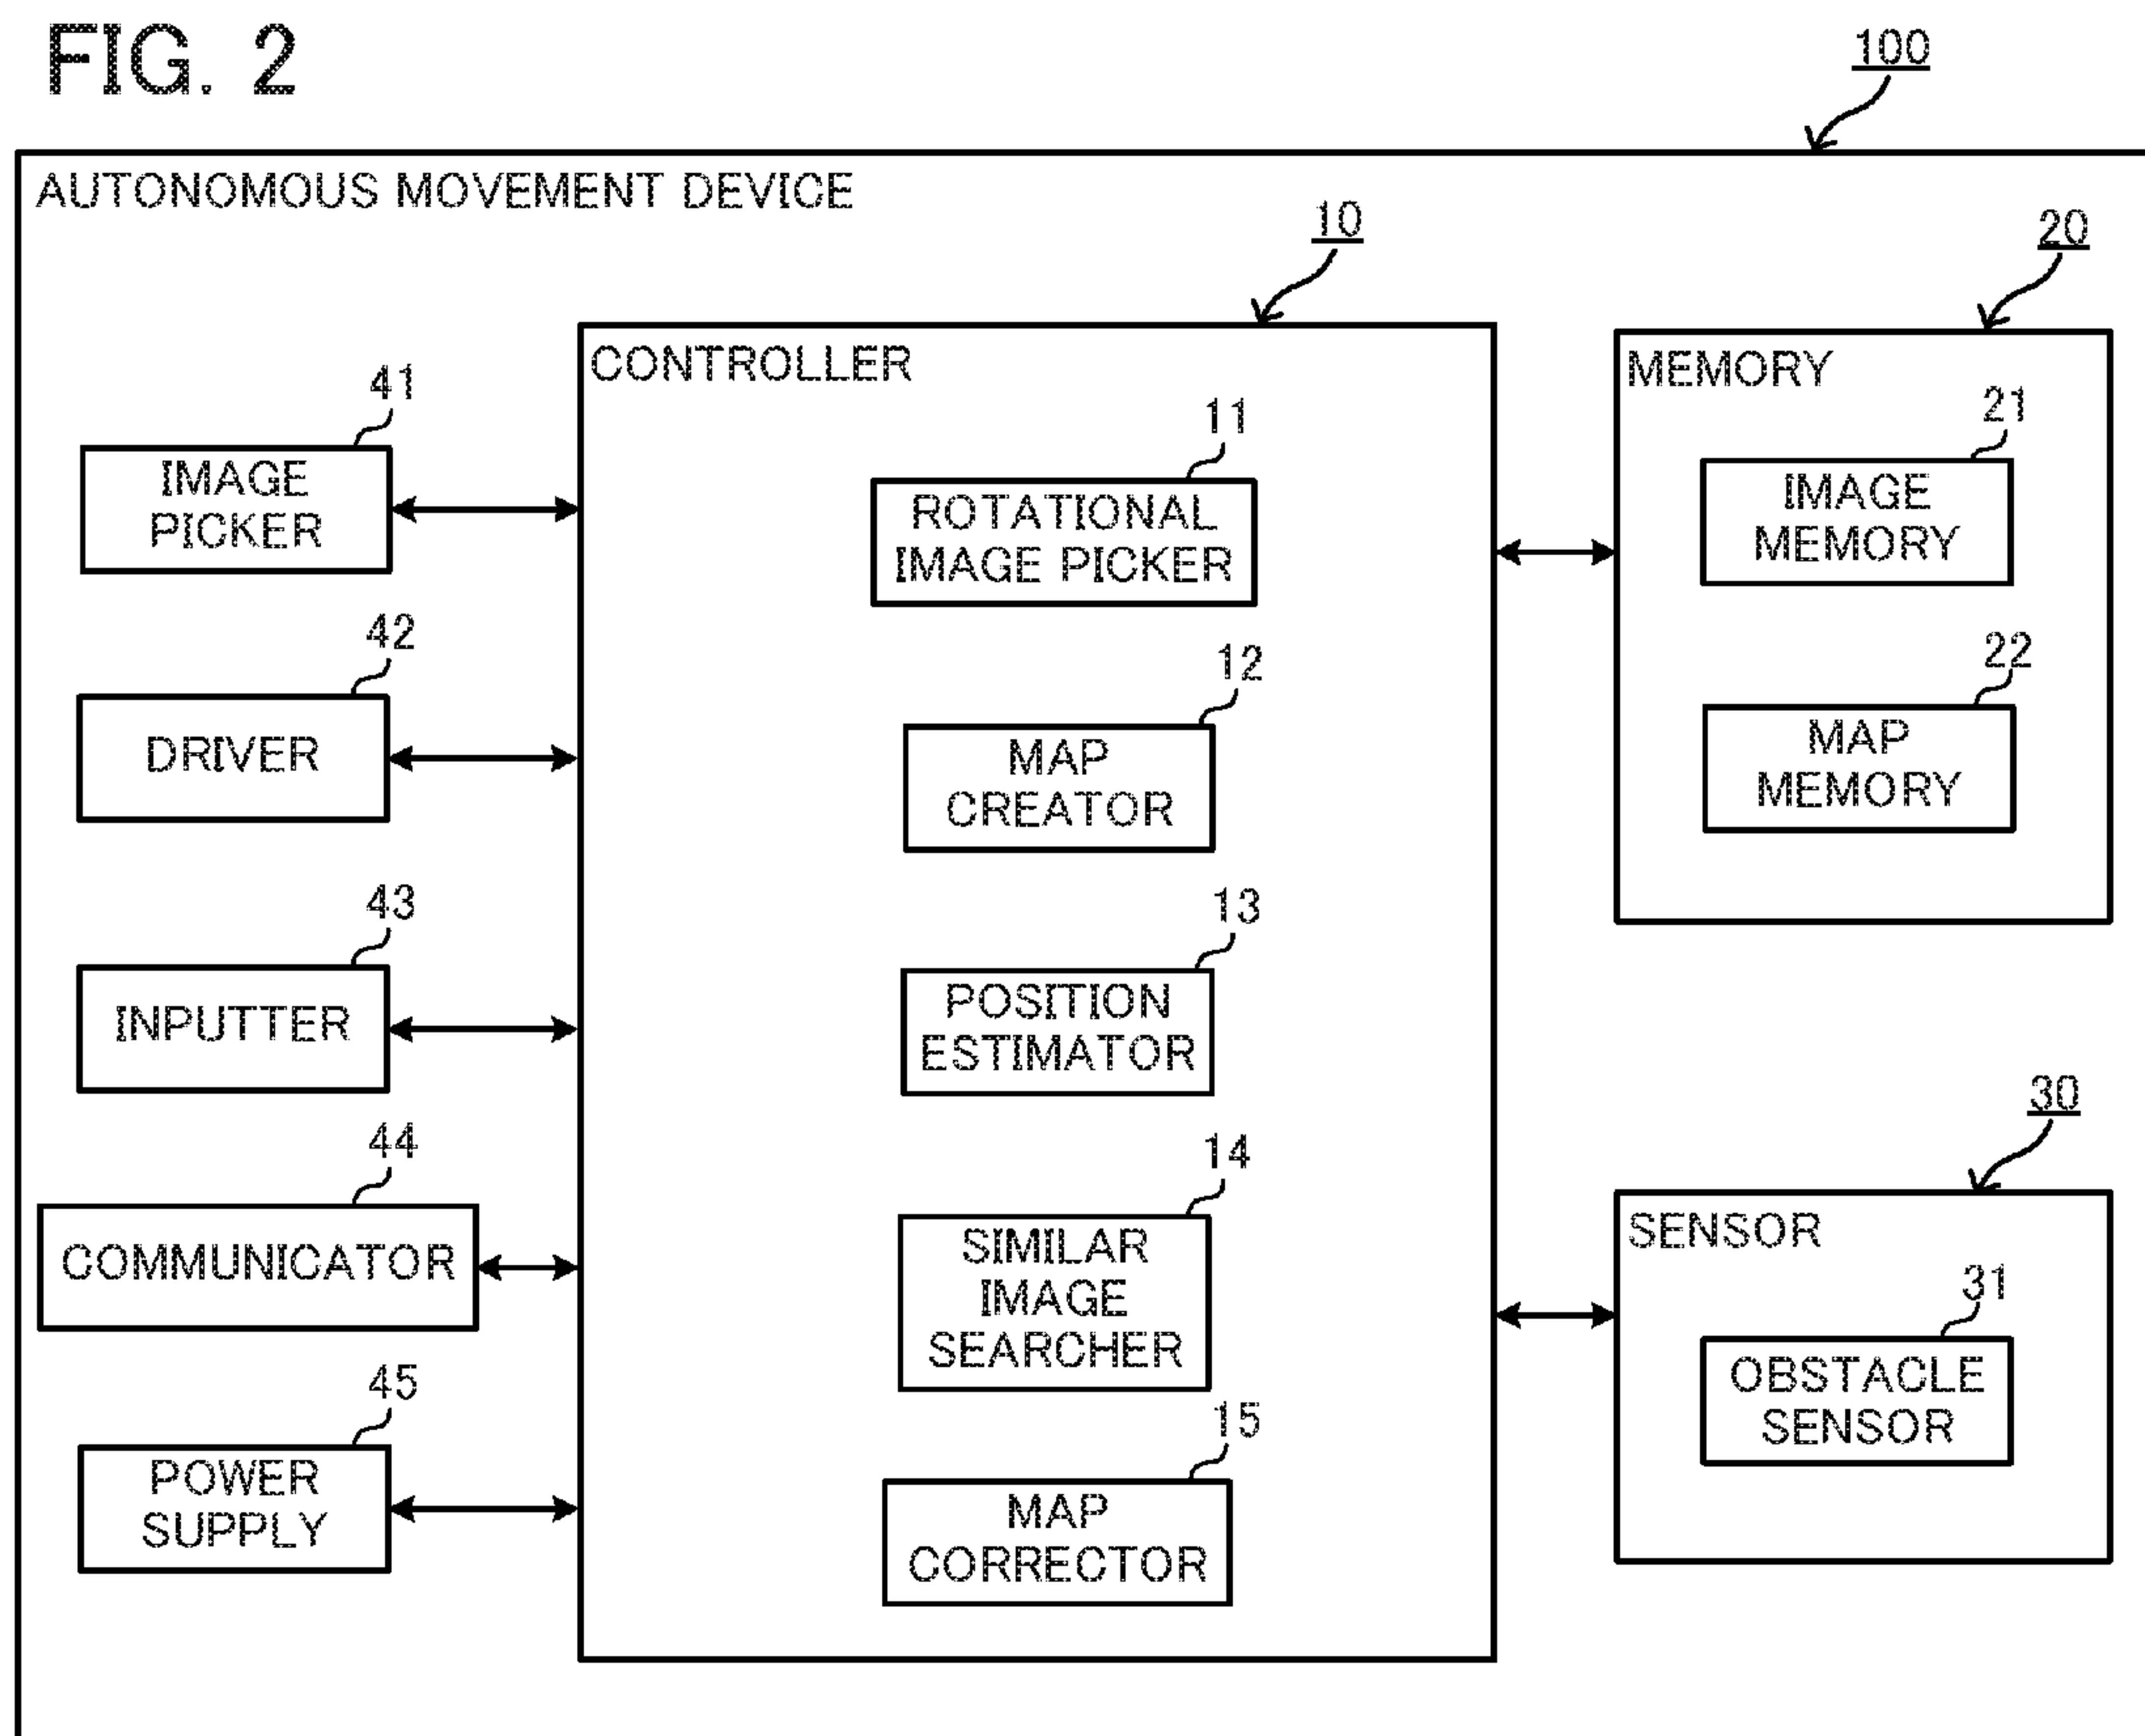 FIG. 2
100
AUTONOMOUS MOVEMENT DEVICE
10
20
41
IMAGE
PICKER
42
DRIVER
43
INPUTTER
44
COMMUNICATOR
45
POWER
SUPPLY
CONTROLLER
11
ROTATIONAL
IMAGE PICKER
12
MAP
CREATOR
13
POSITION
ESTIMATOR
14
SIMILAR
IMAGE
SEARCHER
15
MAP
CORRECTOR
MEMORY
21
IMAGE
MEMORY
22
MAP
MEMORY
30
SENSOR
31
OBSTACLE
SENSOR